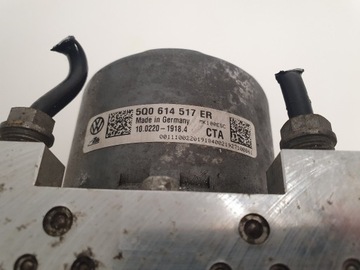 5Q0 614 517 ER
Made in Germany
10.0220-1918.4
CTA